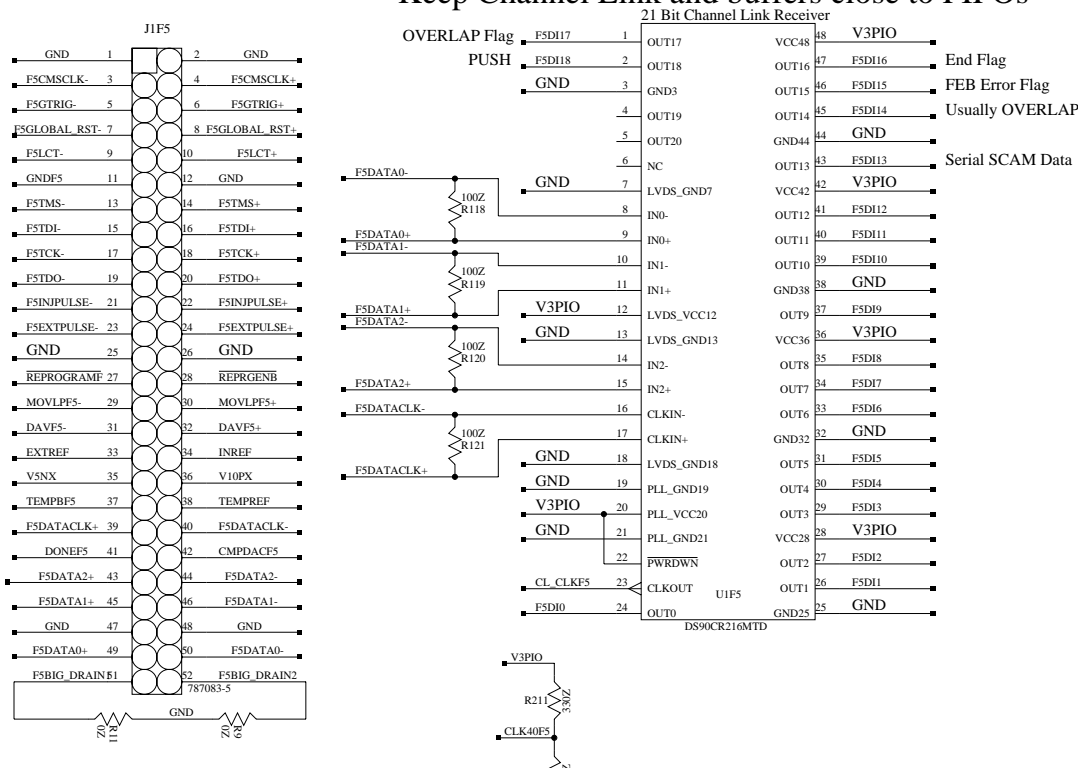 Keep Channel Link and buffers close to FIFOs
J1F5
GND 1 2 GND
F5CMSCLK- 3 4 F5CMSCLK+
F5GTRIG- 5 6 F5GTRIG+
F5GLOBAL_RST- 7 8 F5GLOBAL_RST+
F5LCT- 9 10 F5LCT+
GNDF5 11 12 GND
F5TMS- 13 14 F5TMS+
F5TDI- 15 16 F5TDI+
F5TCK- 17 18 F5TCK+
F5TDO- 19 20 F5TDO+
F5INJPULSE- 21 22 F5INJPULSE+
F5EXTPULSE- 23 24 F5EXTPULSE+
GND 25 26 GND
REPROGRAMF 27 28 REPRGENB
MOVLPF5- 29 30 MOVLPF5+
DAVF5- 31 32 DAVF5+
EXTREF 33 34 INREF
V5NX 35 36 V10PX
TEMPBF5 37 38 TEMPREF
F5DATACLK+ 39 40 F5DATACLK-
DONEF5 41 42 CMPDACF5
F5DATA2+ 43 44 F5DATA2-
F5DATA1+ 45 46 F5DATA1-
GND 47 48 GND
F5DATA0+ 49 50 F5DATA0-
F5BIG_DRAIN1 51 52 F5BIG_DRAIN2
787083-5
GND
0Z R11 0Z R9
21 Bit Channel Link Receiver
OVERLAP Flag F5DI17 1 OUT17 VCC48 48 V3PIO
PUSH F5DI18 2 OUT18 OUT16 47 F5DI16 End Flag
GND 3 GND3 OUT15 46 F5DI15 FEB Error Flag
4 OUT19 OUT14 45 F5DI14 Usually OVERLAP
5 OUT20 GND44 44 GND
6 NC OUT13 43 F5DI13 Serial SCAM Data
F5DATA0-
GND 7 LVDS_GND7 VCC42 42 V3PIO
100Z R118
8 IN0- OUT12 41 F5DI12
F5DATA0+ 9 IN0+ OUT11 40 F5DI11
F5DATA1- 10 IN1- OUT10 39 F5DI10
100Z R119
11 IN1+ GND38 38 GND
F5DATA1+
V3PIO 12 LVDS_VCC12 OUT9 37 F5DI9
F5DATA2-
GND 13 LVDS_GND13 VCC36 36 V3PIO
100Z R120
14 IN2- OUT8 35 F5DI8
F5DATA2+ 15 IN2+ OUT7 34 F5DI7
F5DATACLK- 16 CLKIN- OUT6 33 F5DI6
100Z R121
17 CLKIN+ GND32 32 GND
F5DATACLK+
GND 18 LVDS_GND18 OUT5 31 F5DI5
GND 19 PLL_GND19 OUT4 30 F5DI4
V3PIO 20 PLL_VCC20 OUT3 29 F5DI3
GND 21 PLL_GND21 VCC28 28 V3PIO
22 PWRDWN OUT2 27 F5DI2
CL_CLKF5 23 CLKOUT OUT1 26 F5DI1
U1F5
F5DI0 24 OUT0 GND25 25 GND
DS90CR216MTD
V3PIO
R211 330Z
CLK40F5